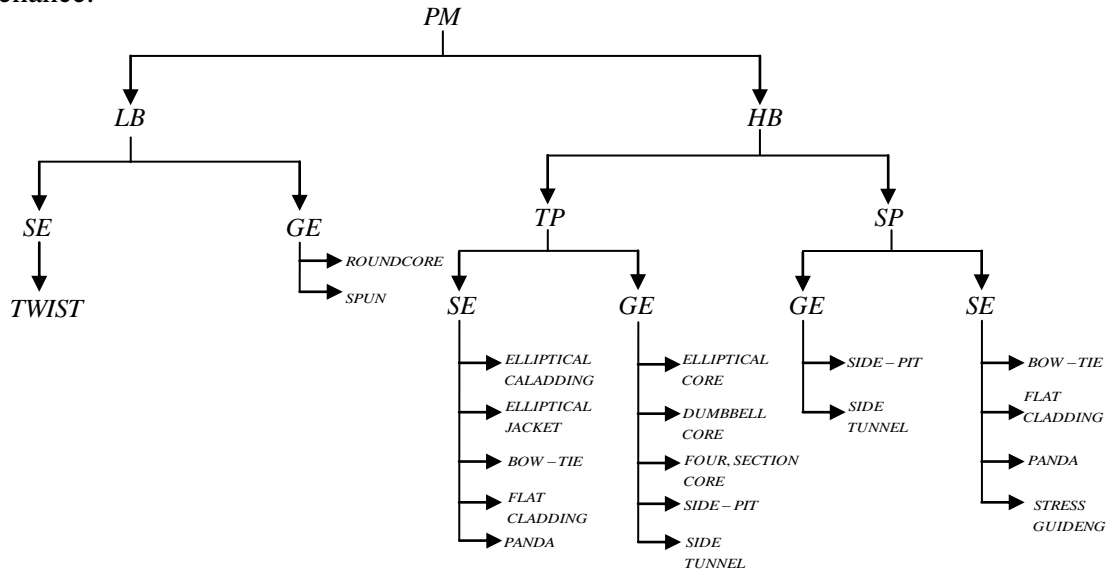 PM
LB
HB
SE
GE
TP
SP
TWIST
ROUNDCORE
SPUN
SE
GE
GE
SE
ELLIPTICAL
CALADDING
ELLIPTICAL
JACKET
BOW – TIE
FLAT
CLADDING
PANDA
ELLIPTICAL
CORE
DUMBBELL
CORE
FOUR, SECTION
CORE
SIDE – PIT
SIDE
TUNNEL
SIDE – PIT
SIDE
TUNNEL
BOW – TIE
FLAT
CLADDING
PANDA
STRESS
GUIDENG